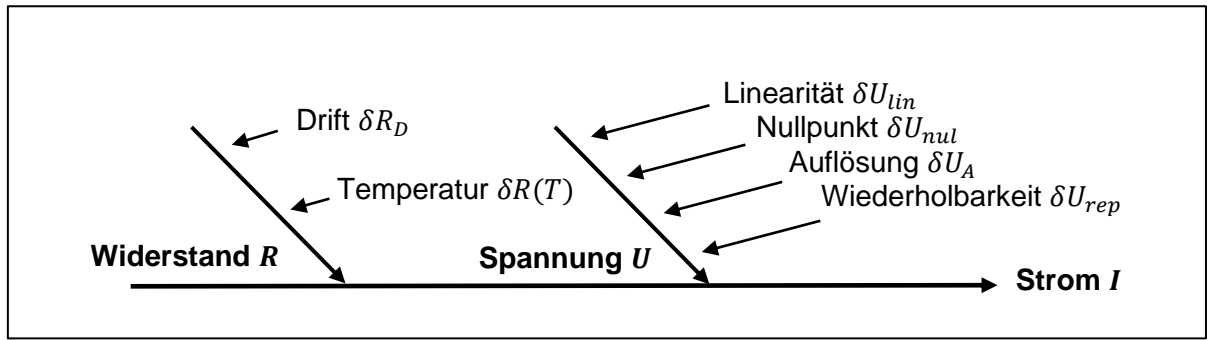 Linearität δU_lin
Drift δR_D
Nullpunkt δU_nul
Auflösung δU_A
Temperatur δR(T)
Wiederholbarkeit δU_rep
Widerstand R
Spannung U
Strom I